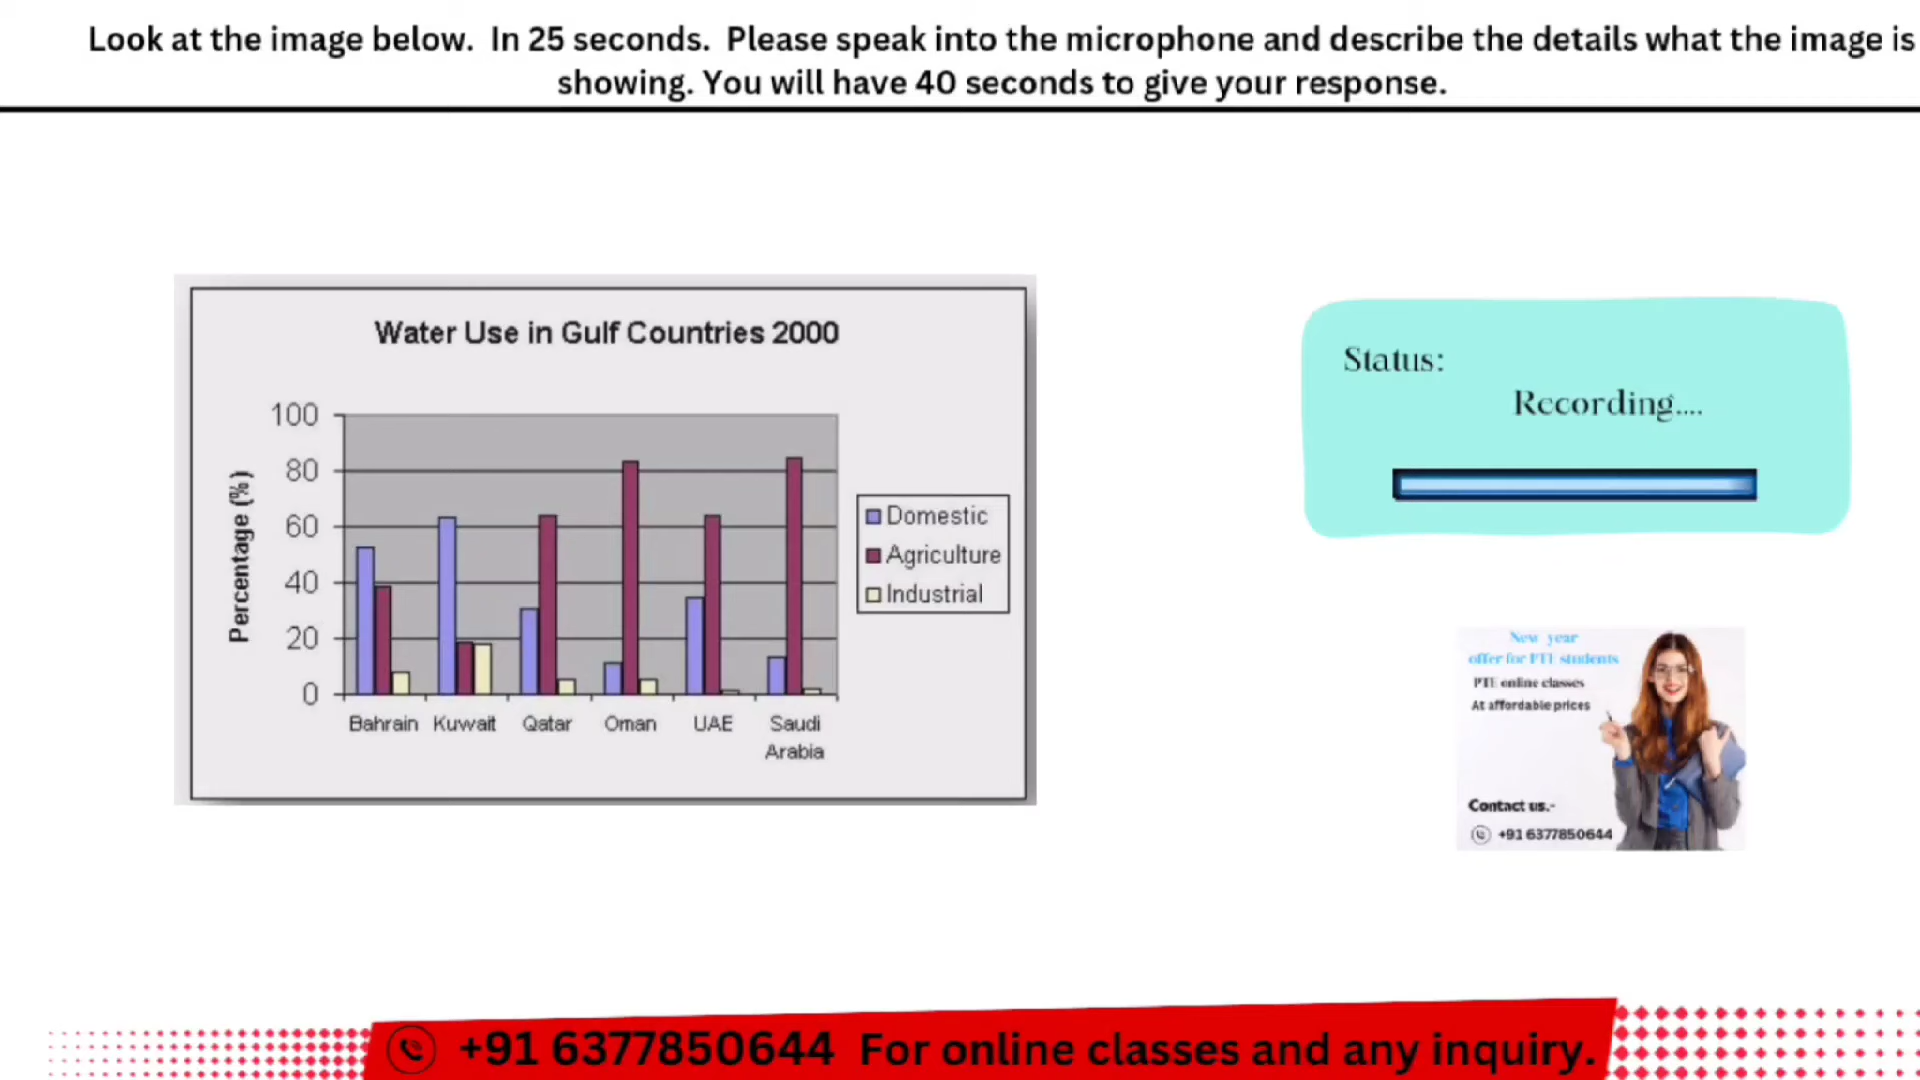 Look at the image below. In 25 seconds. Please speak into the microphone and describe the details what the image is
showing. You will have 40 seconds to give your response.
Water Use in Gulf Countries 2000
Percentage (%)
100
80
60
40
20
0
Bahrain Kuwait Qatar Oman UAE Saudi
Arabia
Domestic
Agriculture
Industrial
Status:
Recording....
New year
offer for PTE students
PTE online classes
At affordable prices
Contact us.-
+91 6377850644
+91 6377850644 For online classes and any inquiry.